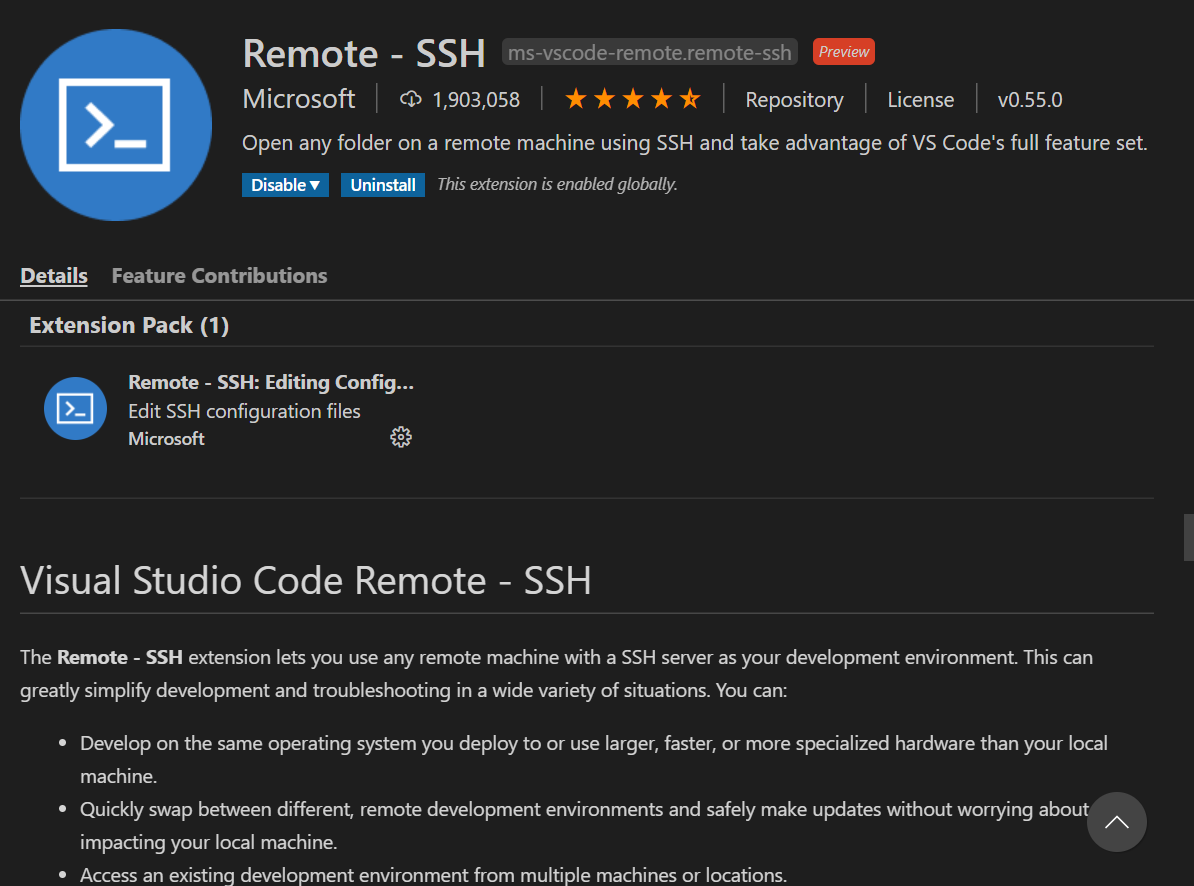 Remote - SSH ms-vscode-remote.remote-ssh Preview
Microsoft 1,903,058 Repository License v0.55.0
Open any folder on a remote machine using SSH and take advantage of VS Code's full feature set.
Disable Uninstall This extension is enabled globally.
Details Feature Contributions
Extension Pack (1)
Remote - SSH: Editing Config...
Edit SSH configuration files
Microsoft
Visual Studio Code Remote - SSH
The Remote - SSH extension lets you use any remote machine with a SSH server as your development environment. This can
greatly simplify development and troubleshooting in a wide variety of situations. You can:
• Develop on the same operating system you deploy to or use larger, faster, or more specialized hardware than your local
machine.
• Quickly swap between different, remote development environments and safely make updates without worrying about
impacting your local machine.
• Access an existing development environment from multiple machines or locations.